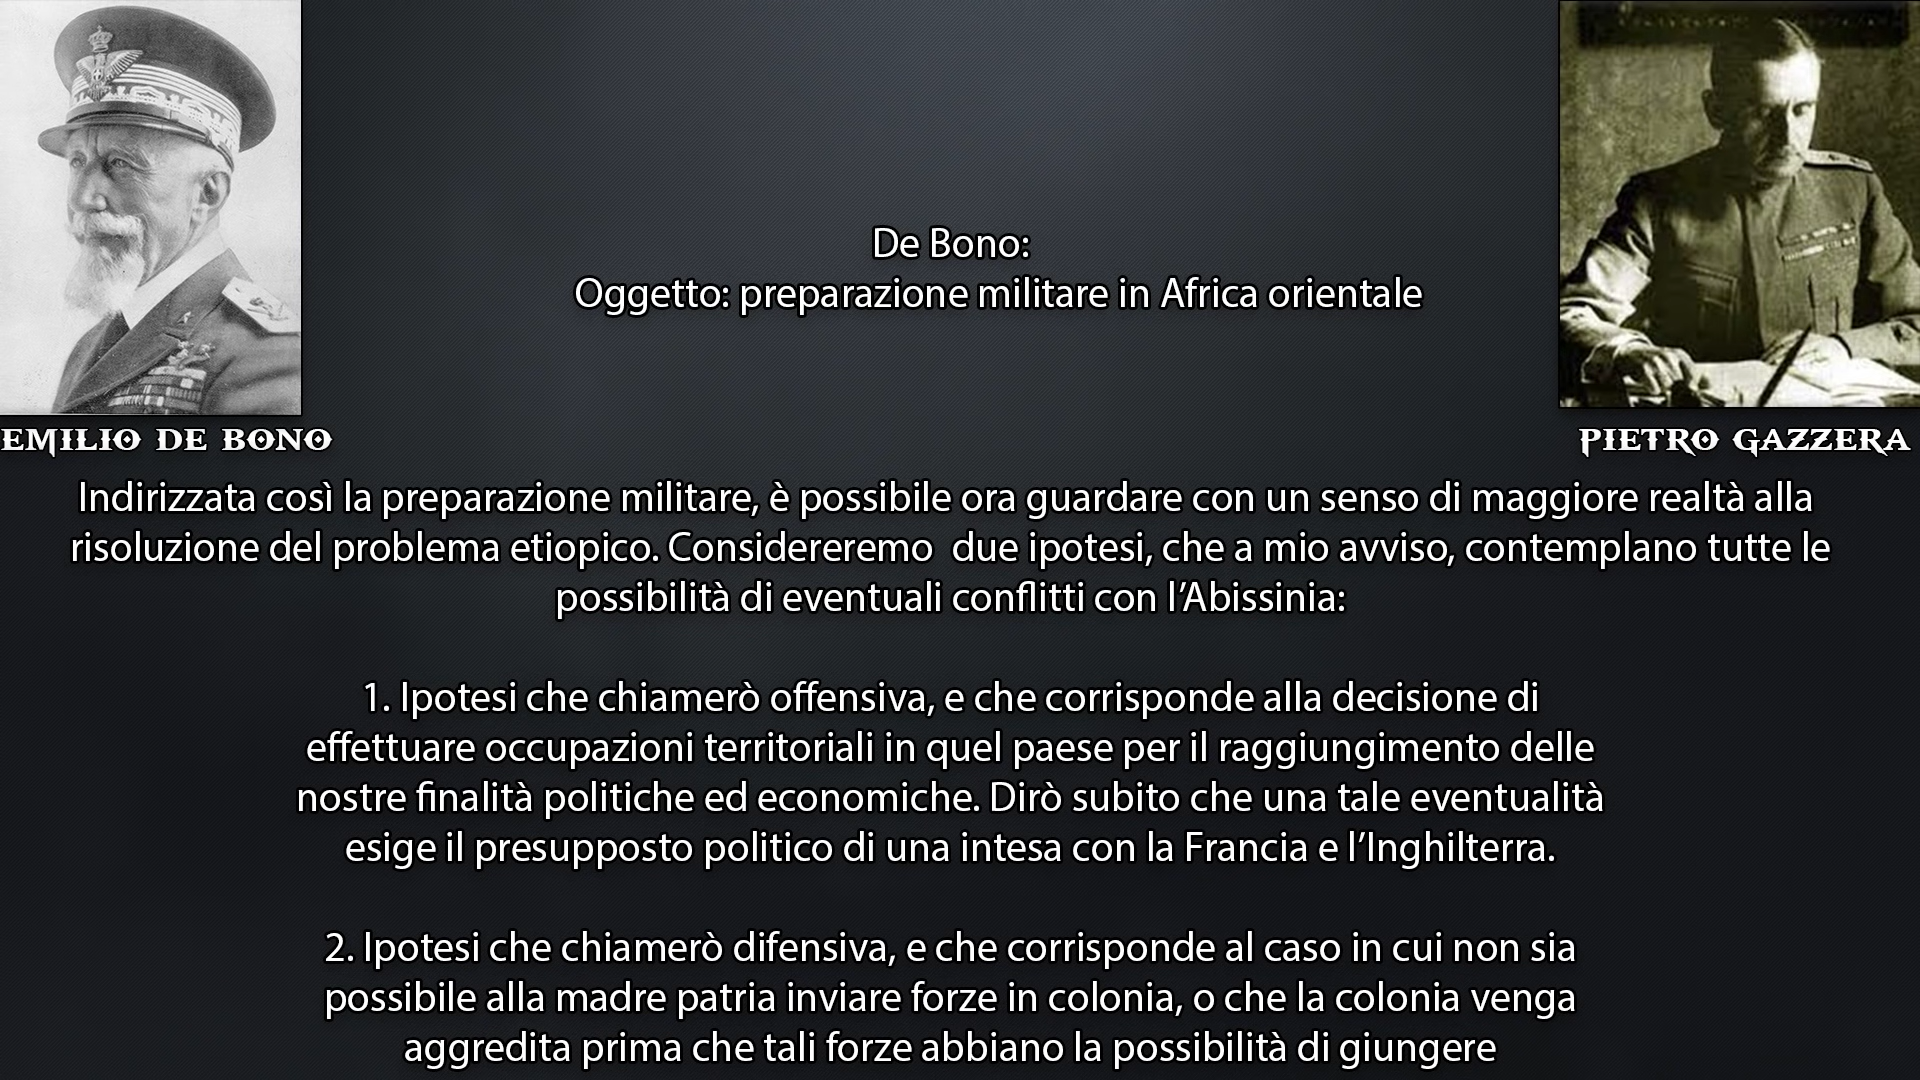 De Bono:
Oggetto: preparazione militare in Africa orientale
EMILIO DE BONO
PIETRO GAZZERA
Indirizzata così la preparazione militare, è possibile ora guardare con un senso di maggiore realtà alla
risoluzione del problema etiopico. Considereremo  due ipotesi, che a mio avviso, contemplano tutte le
possibilità di eventuali conflitti con l’Abissinia:
1. Ipotesi che chiamerò offensiva, e che corrisponde alla decisione di
effettuare occupazioni territoriali in quel paese per il raggiungimento delle
nostre finalità politiche ed economiche. Dirò subito che una tale eventualità
esige il presupposto politico di una intesa con la Francia e l’Inghilterra.
2. Ipotesi che chiamerò difensiva, e che corrisponde al caso in cui non sia
possibile alla madre patria inviare forze in colonia, o che la colonia venga
aggredita prima che tali forze abbiano la possibilità di giungere